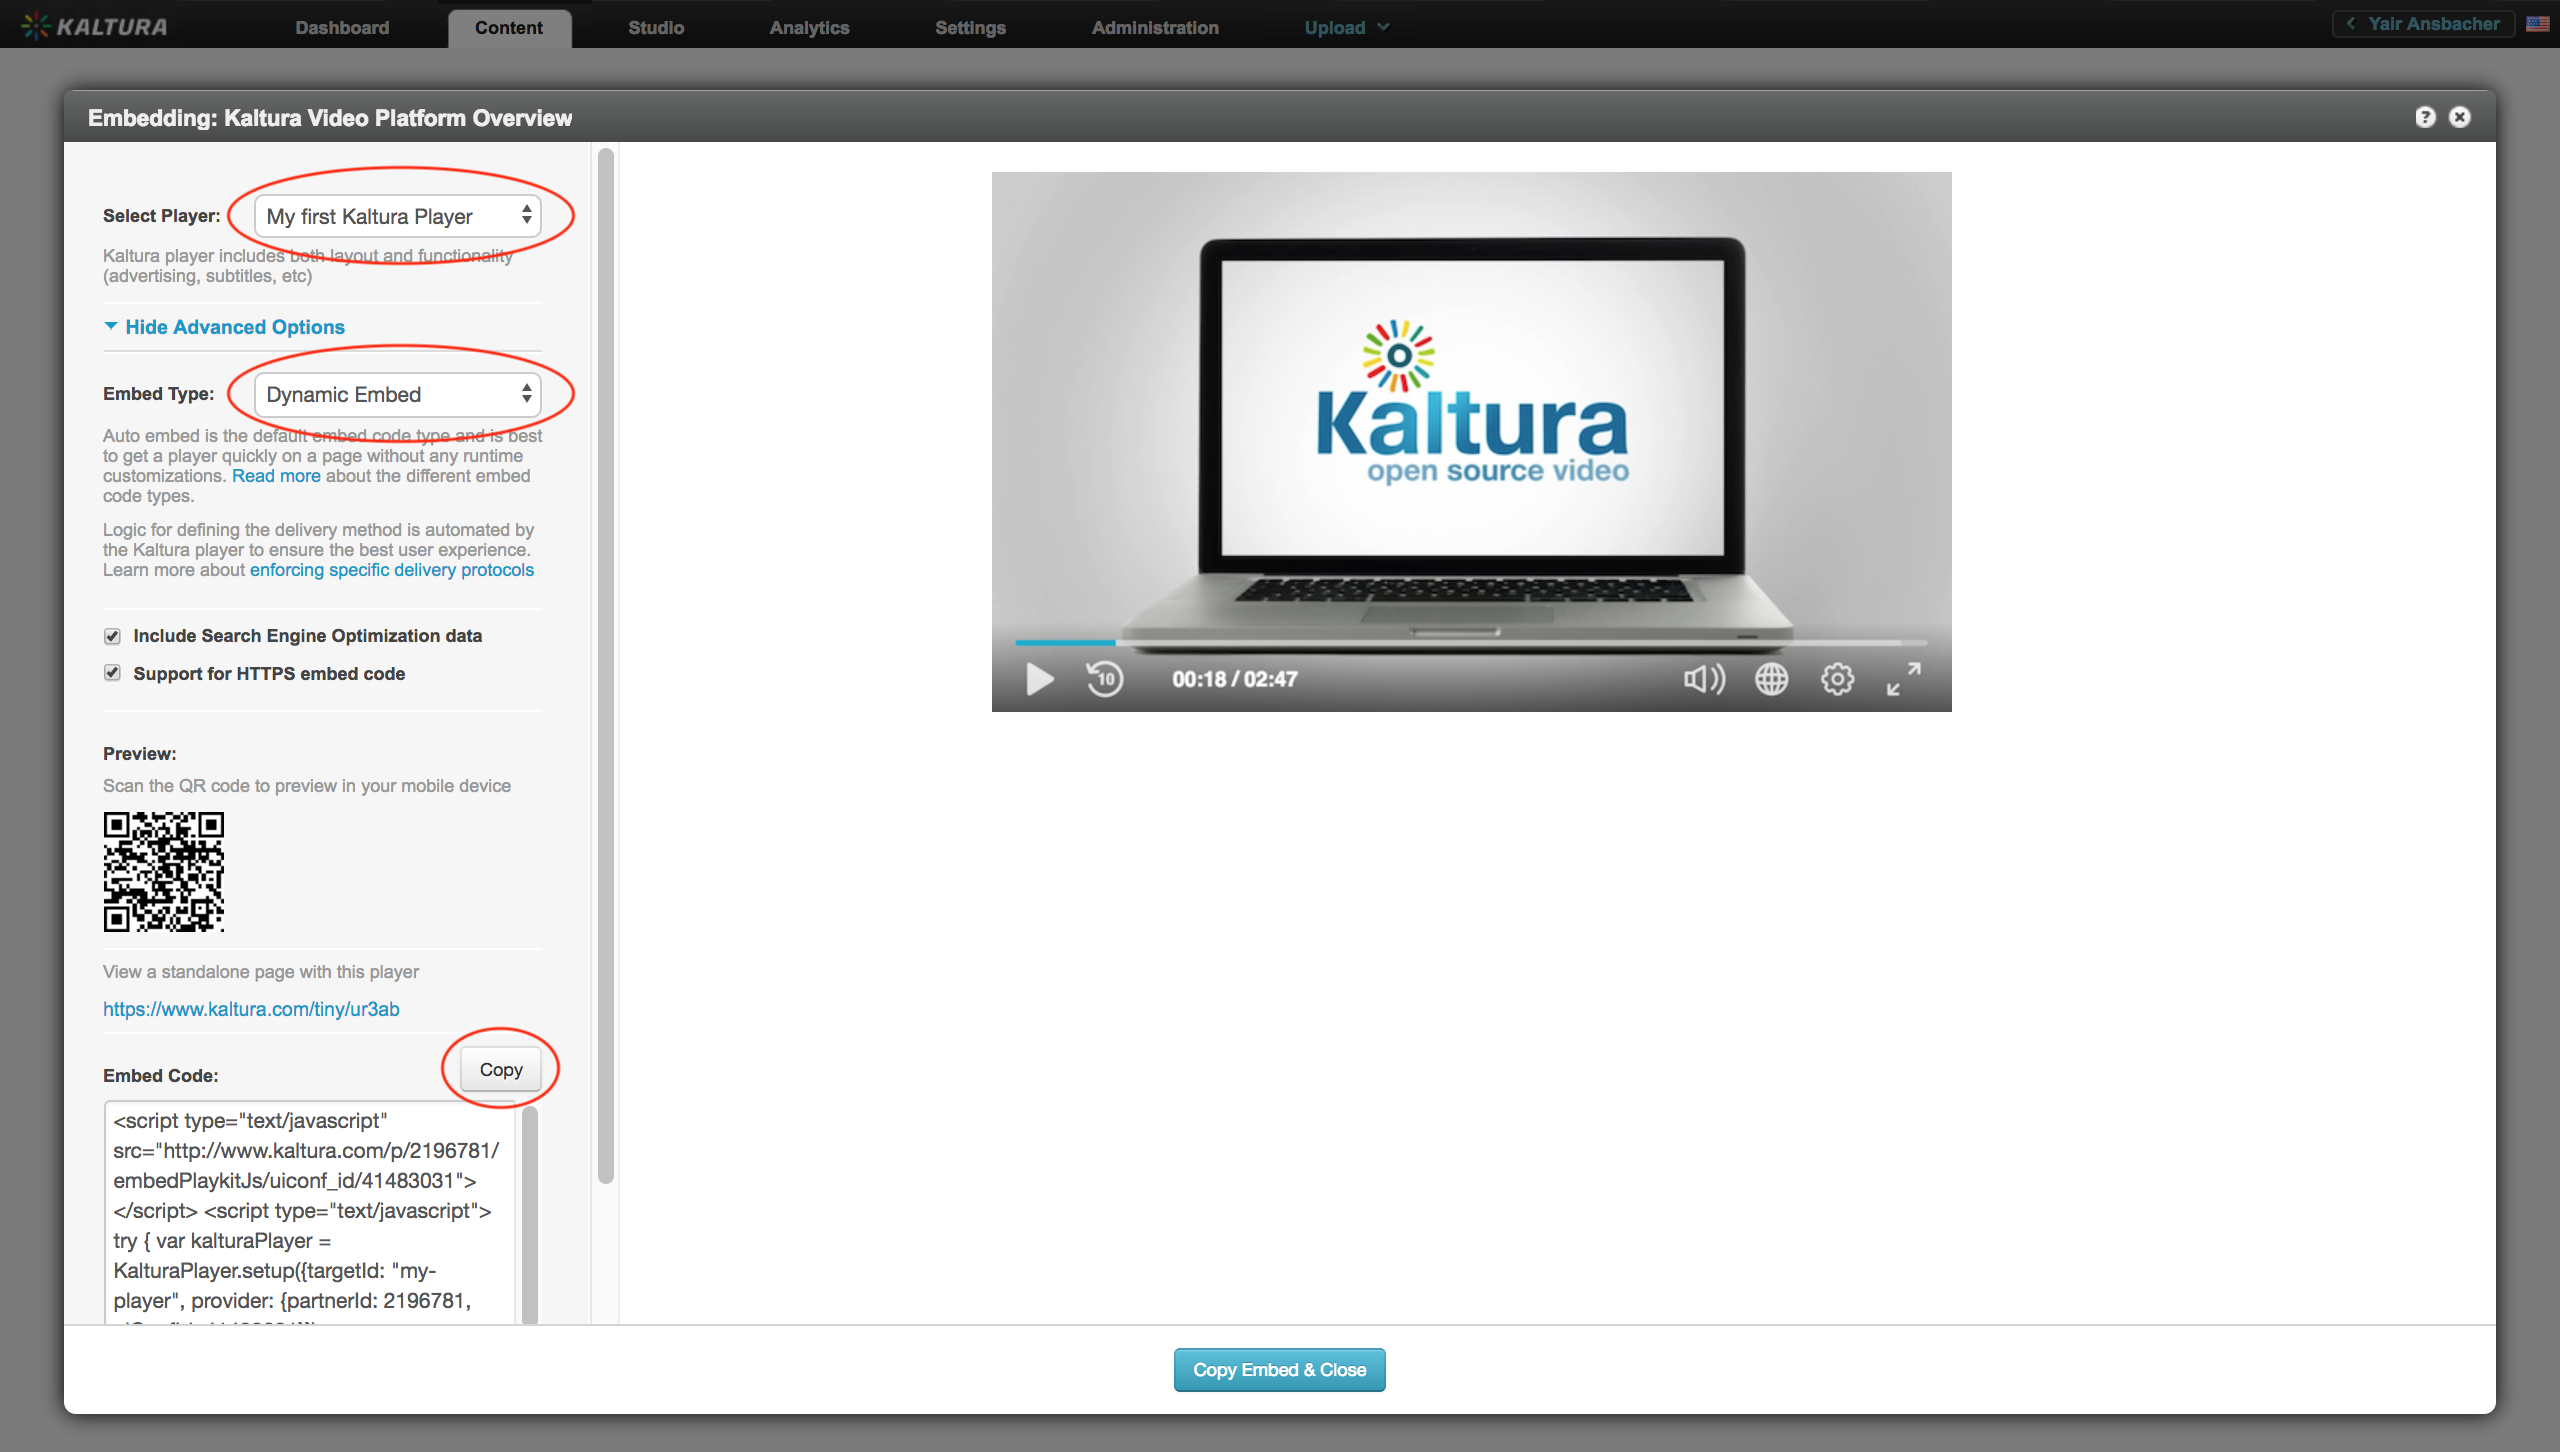 KALTURA
Dashboard
Content
Studio
Analytics
Settings
Administration
Upload
Yair Ansbacher
Embedding: Kaltura Video Platform Overview
?
Select Player:
My first Kaltura Player
Kaltura player includes both layout and functionality
(advertising, subtitles, etc)
Hide Advanced Options
Embed Type:
Dynamic Embed
Auto embed is the default embed code type and is best
to get a player quickly on a page without any runtime
customizations. Read more about the different embed
code types.
Logic for defining the delivery method is automated by
the Kaltura player to ensure the best user experience.
Learn more about enforcing specific delivery protocols
Include Search Engine Optimization data
Support for HTTPS embed code
Preview:
Scan the QR code to preview in your mobile device
View a standalone page with this player
https://www.kaltura.com/tiny/ur3ab
Embed Code:
Copy
<script type="text/javascript"
src="http://www.kaltura.com/p/2196781/
embedPlaykitJs/uiconf_id/41483031">
</script> <script type="text/javascript">
try { var kalturaPlayer =
KalturaPlayer.setup({targetId: "my-
player", provider: {partnerId: 2196781,
Kaltura
open source video
10
00:18 / 02:47
Copy Embed & Close